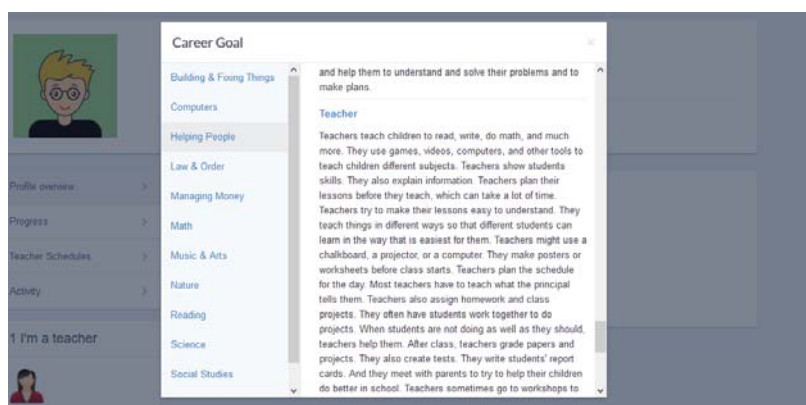 Career Goal
×
Building & Fixing Things
Computers
Helping People
Law & Order
Managing Money
Math
Music & Arts
Nature
Reading
Science
Social Studies
and help them to understand and solve their problems and to
make plans.
Teacher
Teachers teach children to read, write, do math, and much
more. They use games, videos, computers, and other tools to
teach children different subjects. Teachers show students
skills. They also explain information. Teachers plan their
lessons before they teach, which can take a lot of time.
Teachers try to make their lessons easy to understand. They
teach things in different ways so that different students can
learn in the way that is easiest for them. Teachers might use a
chalkboard, a projector, or a computer. They make posters or
worksheets before class starts. Teachers plan the schedule
for the day. Most teachers have to teach what the principal
tells them. Teachers also assign homework and class
projects. They often have students work together to do
projects. When students are not doing as well as they should,
teachers help them. After class, teachers grade papers and
projects. They also create tests. They write students' report
cards. And they meet with parents to try to help their children
do better in school. Teachers sometimes go to workshops to
Profile overview
Progress
Teacher Schedules
Activity
1 I'm a teacher